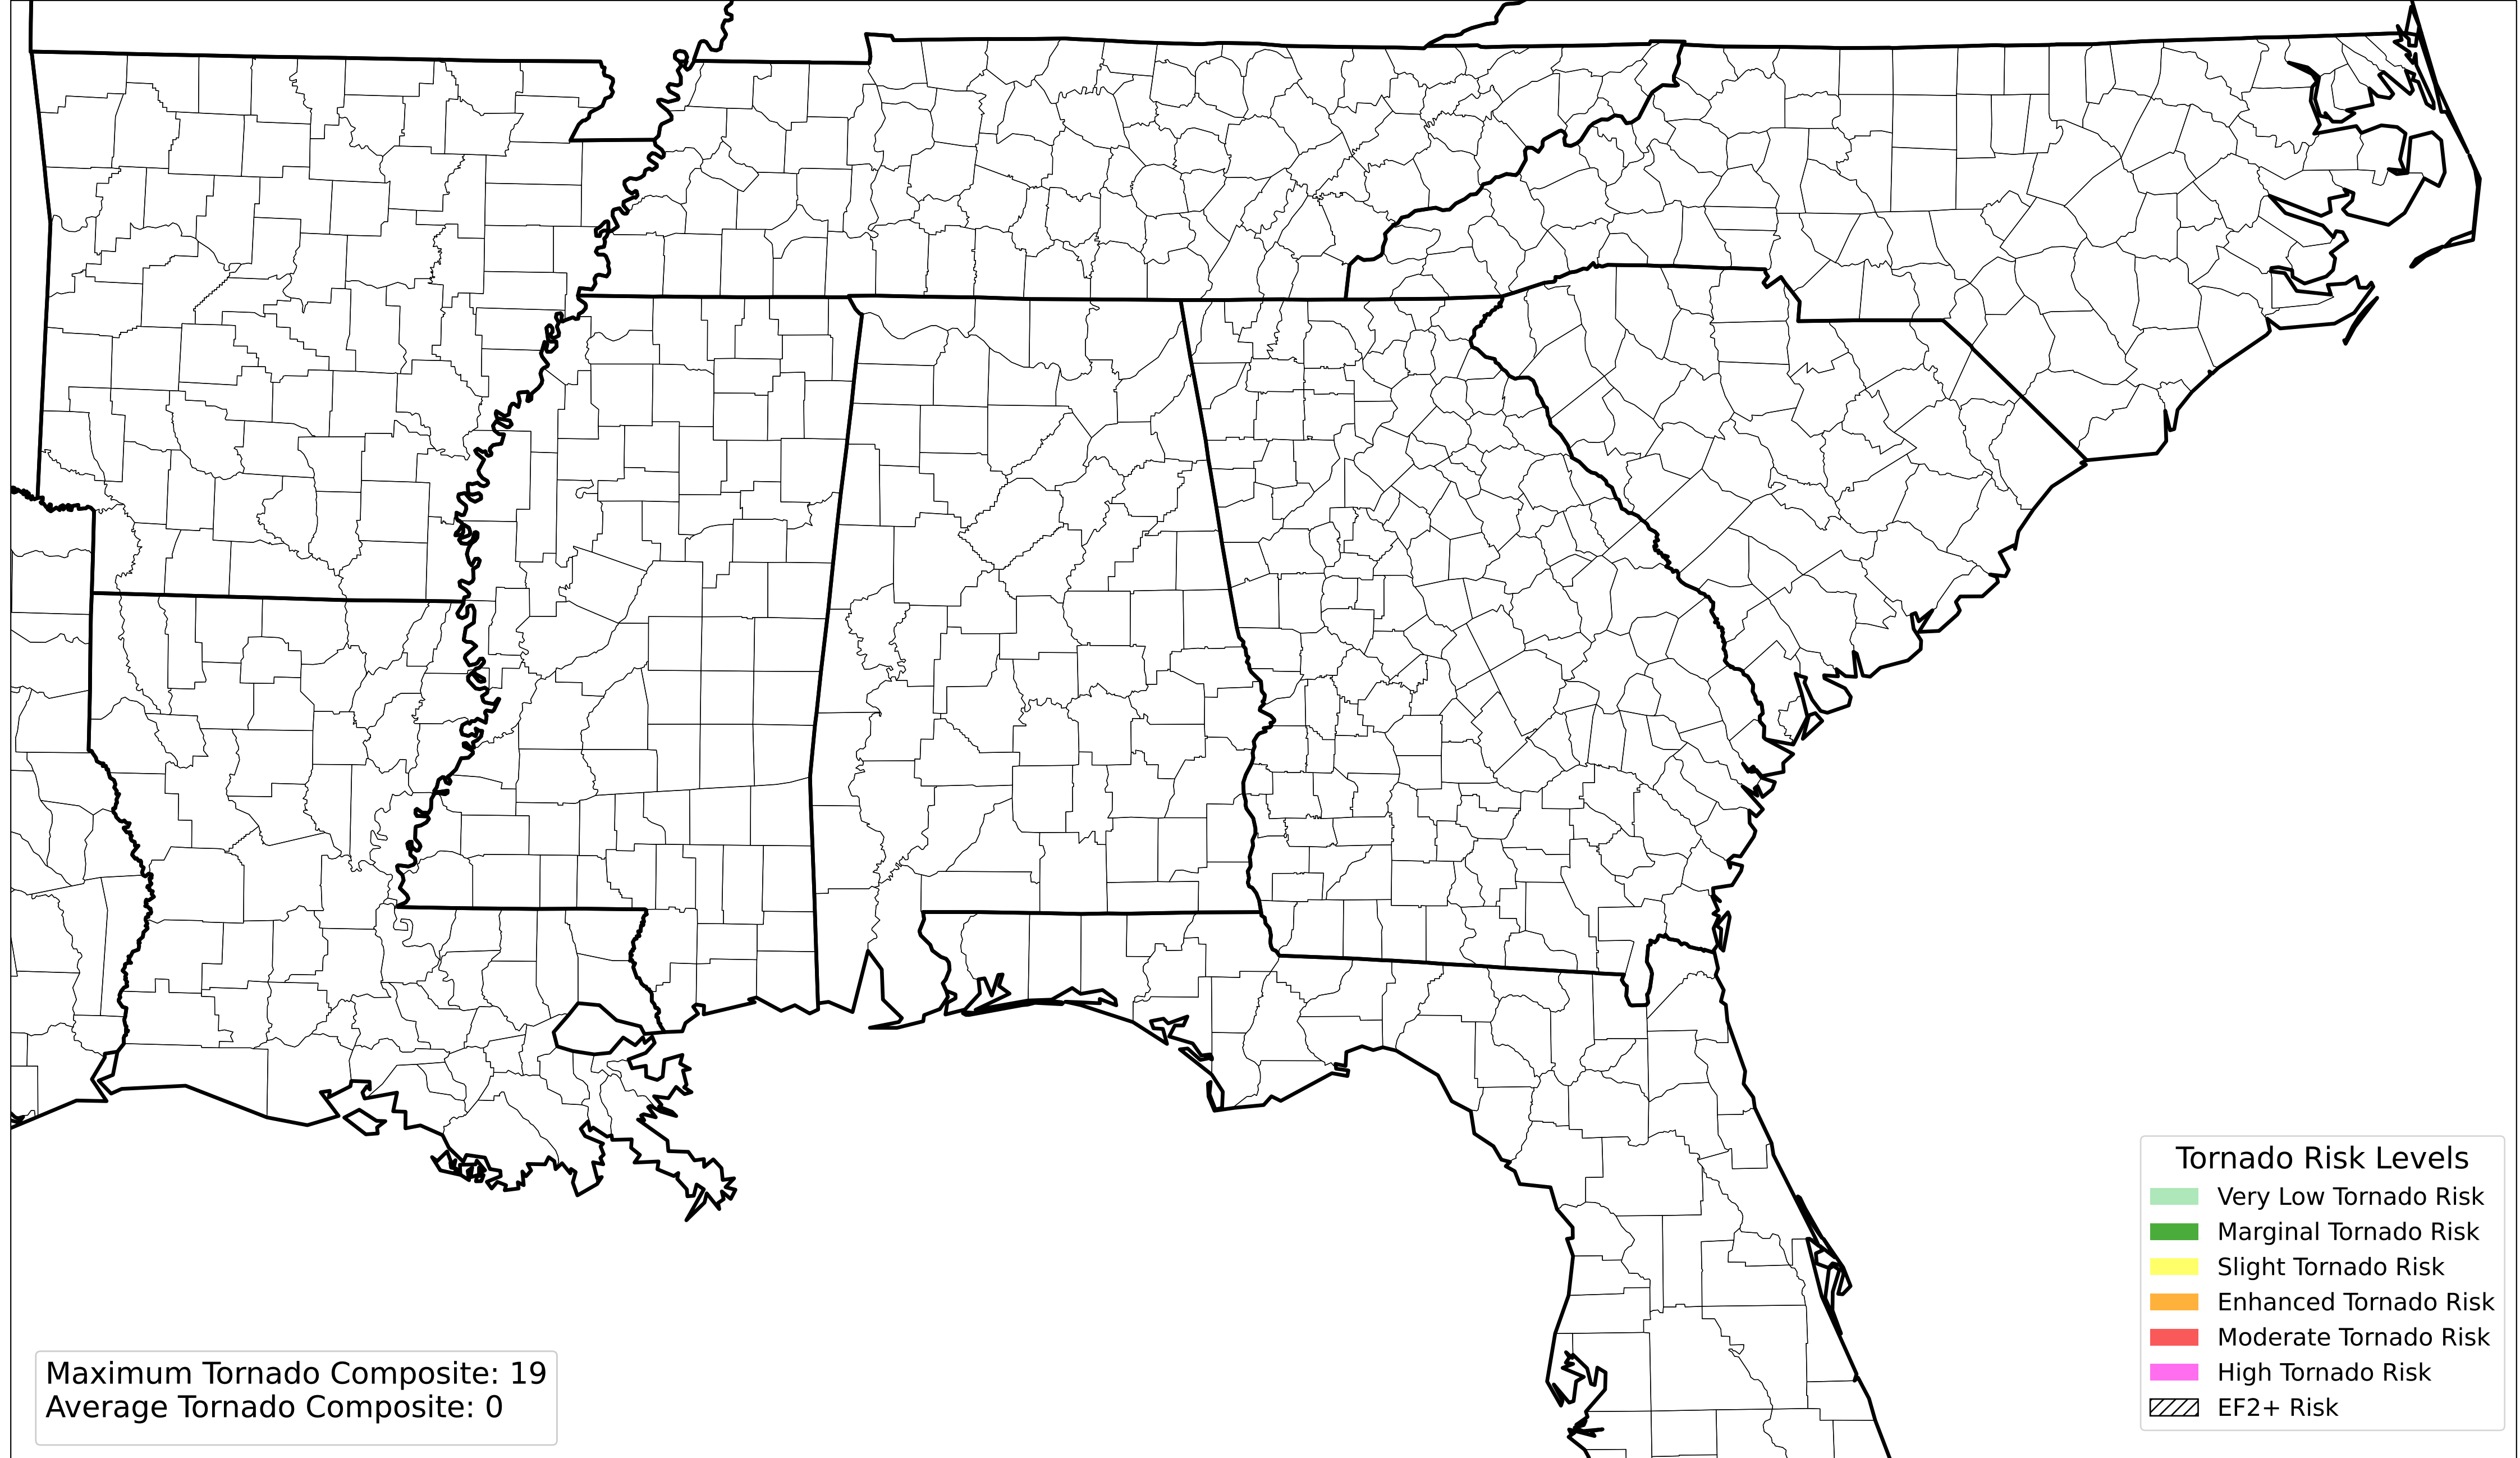 Tornado Risk Levels
Very Low Tornado Risk
Marginal Tornado Risk
Slight Tornado Risk
Enhanced Tornado Risk
Moderate Tornado Risk
High Tornado Risk
EF2+ Risk
Maximum Tornado Composite: 19
Average Tornado Composite: 0